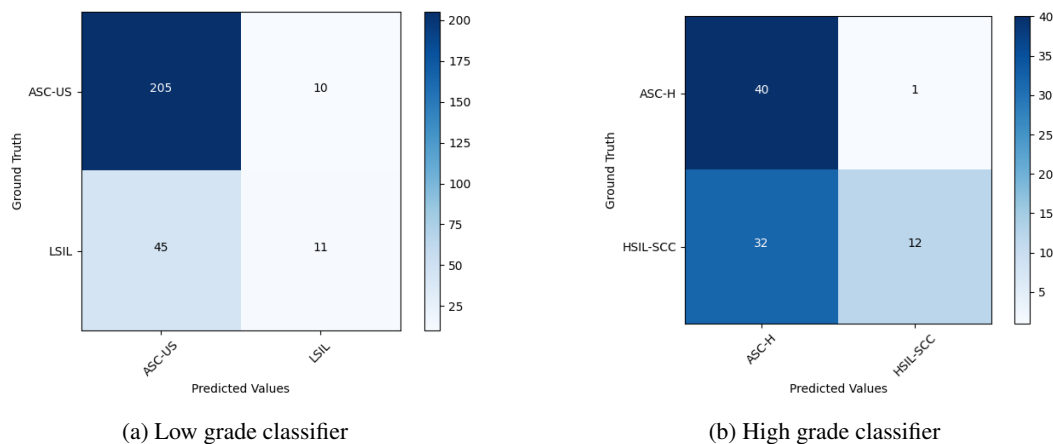 ASC-US
LSIL
Ground Truth
205
10
45
11
ASC-US
LSIL
Predicted Values
200
175
150
125
100
75
50
25
(a) Low grade classifier
ASC-H
HSIL-SCC
Ground Truth
40
1
32
12
ASC-H
HSIL-SCC
Predicted Values
40
35
30
25
20
15
10
5
(b) High grade classifier